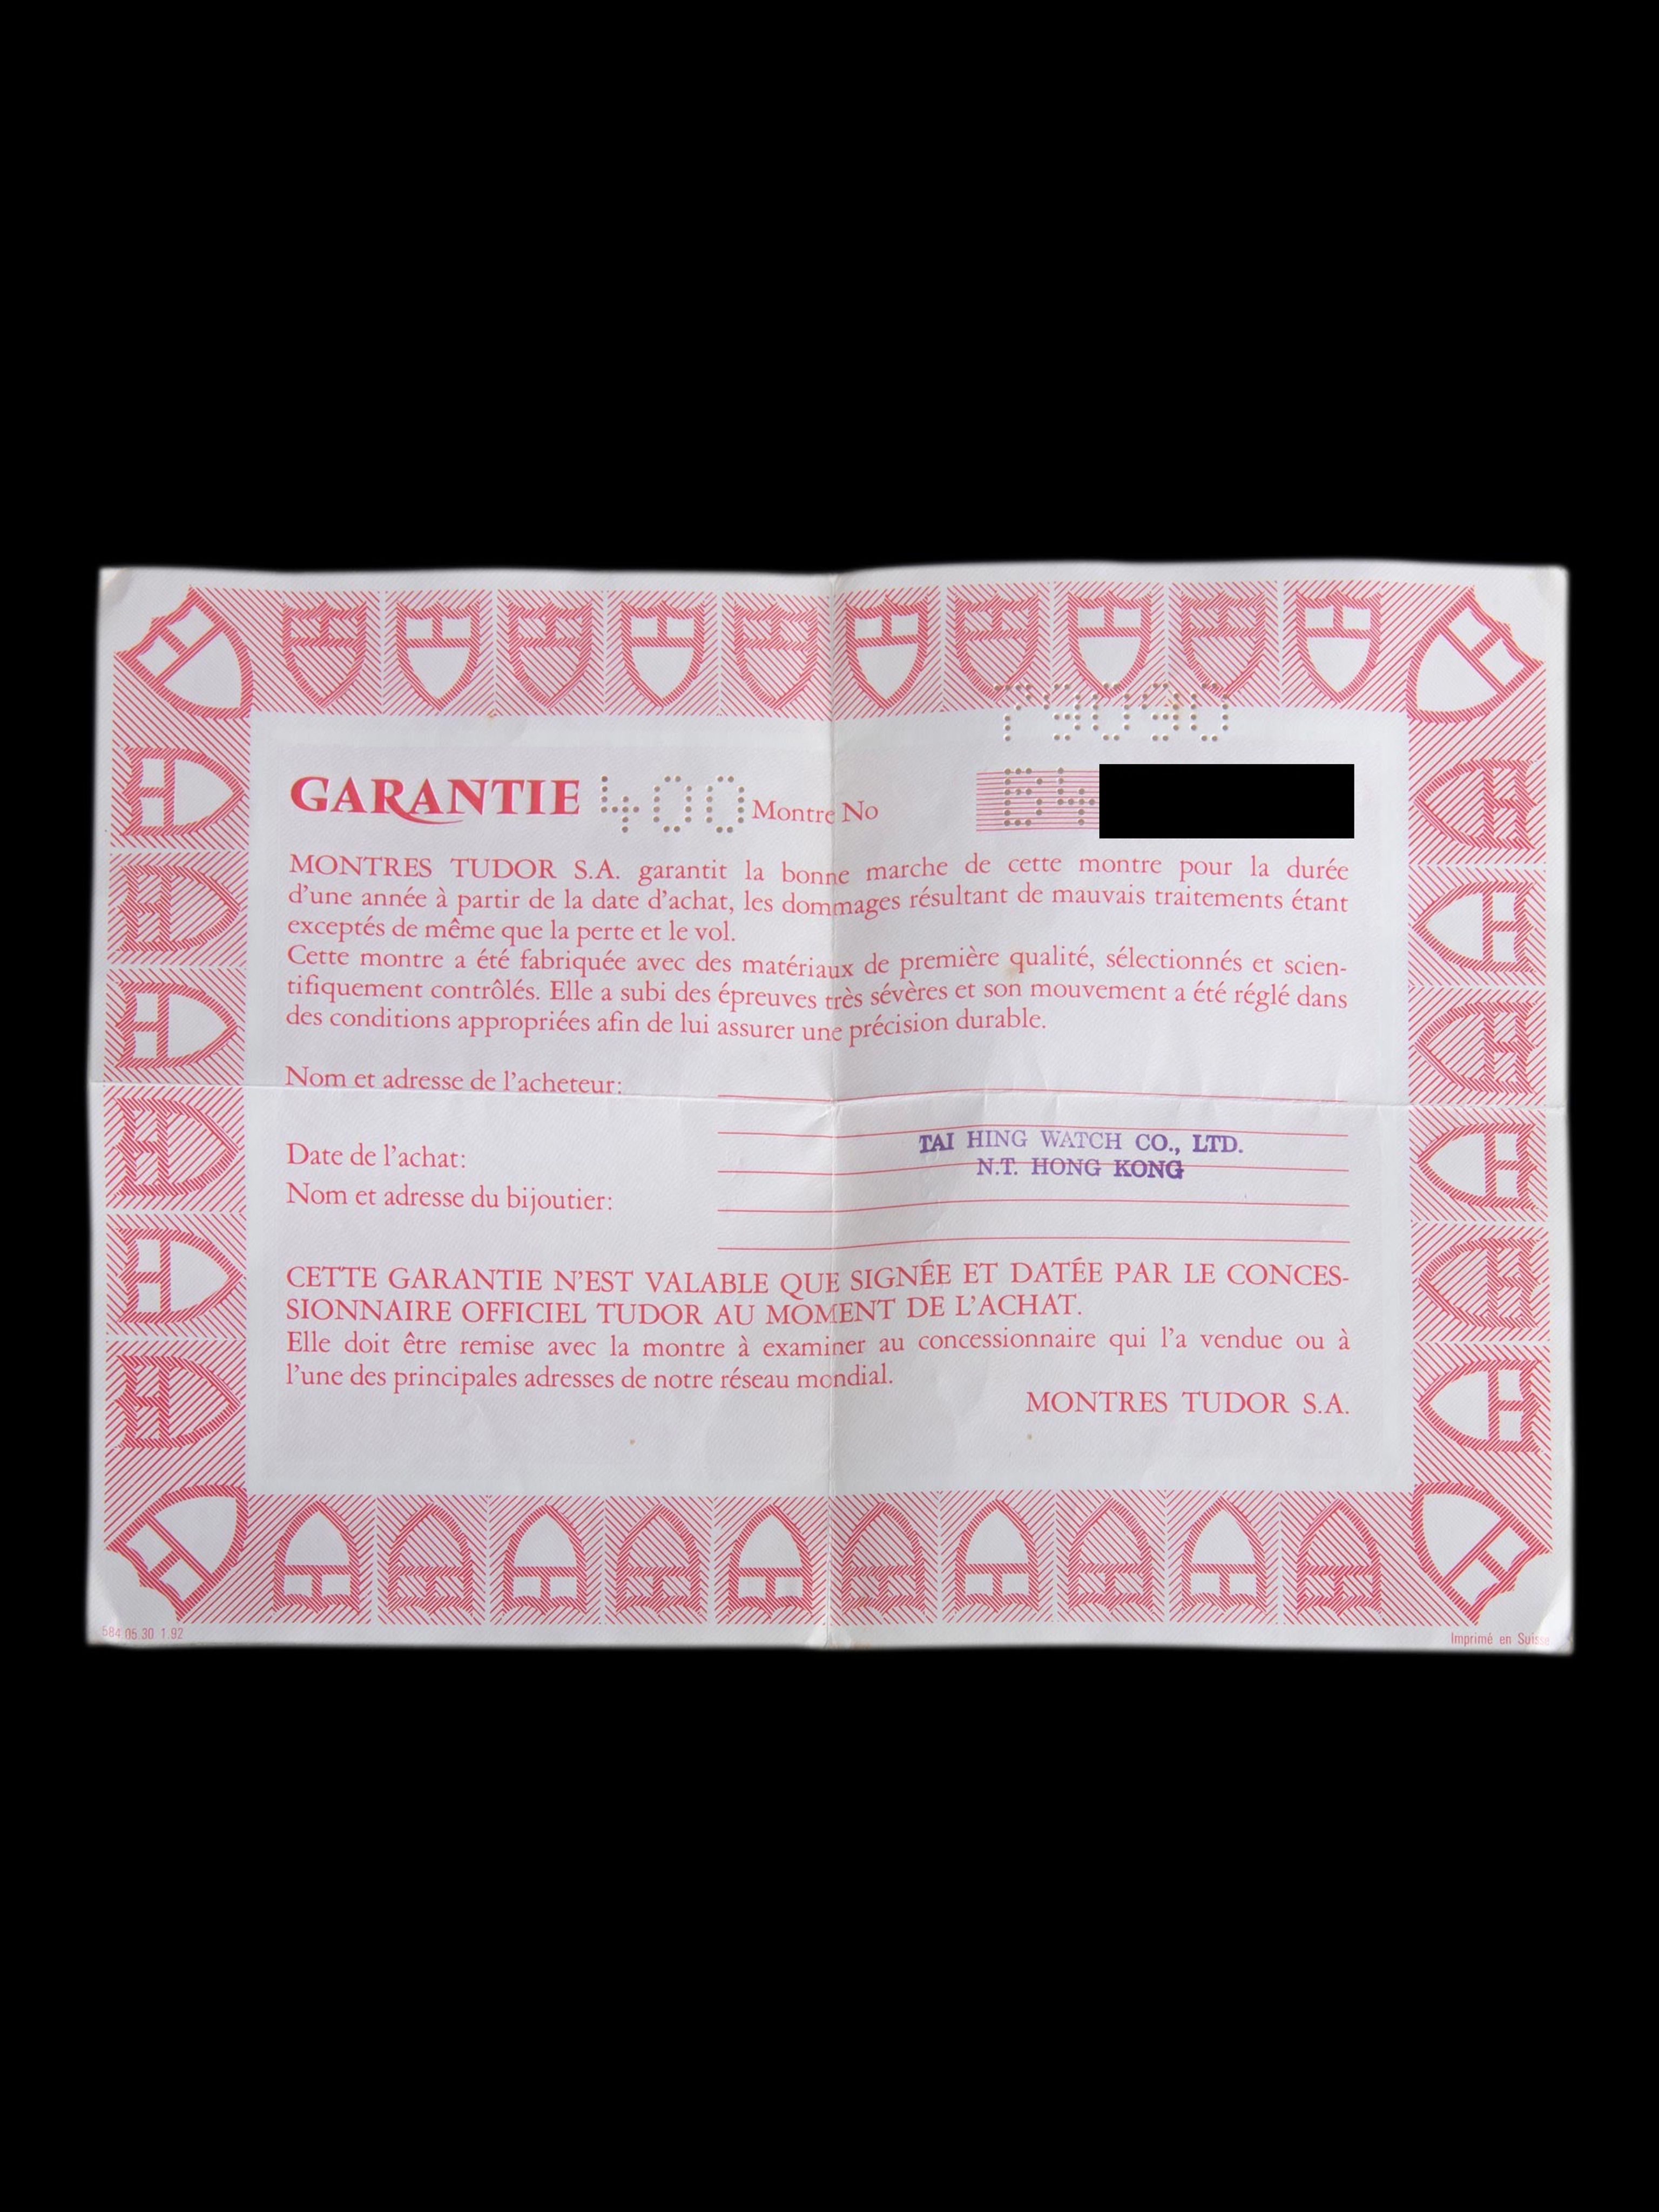 79090
GARANTIE 400 Montre No B4
MONTRES TUDOR S.A. garantit la bonne marche de cette montre pour la durée
d'une année à partir de la date d'achat, les dommages résultant de mauvais traitements étant
exceptés de même que la perte et le vol.
Cette montre a été fabriquée avec des matériaux de première qualité, sélectionnés et scien-
tifiquement contrôlés. Elle a subi des épreuves très sévères et son mouvement a été réglé dans
des conditions appropriées afin de lui assurer une précision durable.
Nom et adresse de l'acheteur:
TAI HING WATCH CO., LTD.
Date de l'achat:
N.T. HONG KONG
Nom et adresse du bijoutier:
CETTE GARANTIE N'EST VALABLE QUE SIGNÉE ET DATÉE PAR LE CONCES-
SIONNAIRE OFFICIEL TUDOR AU MOMENT DE L'ACHAT.
Elle doit être remise avec la montre à examiner au concessionnaire qui l'a vendue ou à
l'une des principales adresses de notre réseau mondial.
MONTRES TUDOR S.A.
584.05.30 1.92
Imprimé en Suisse